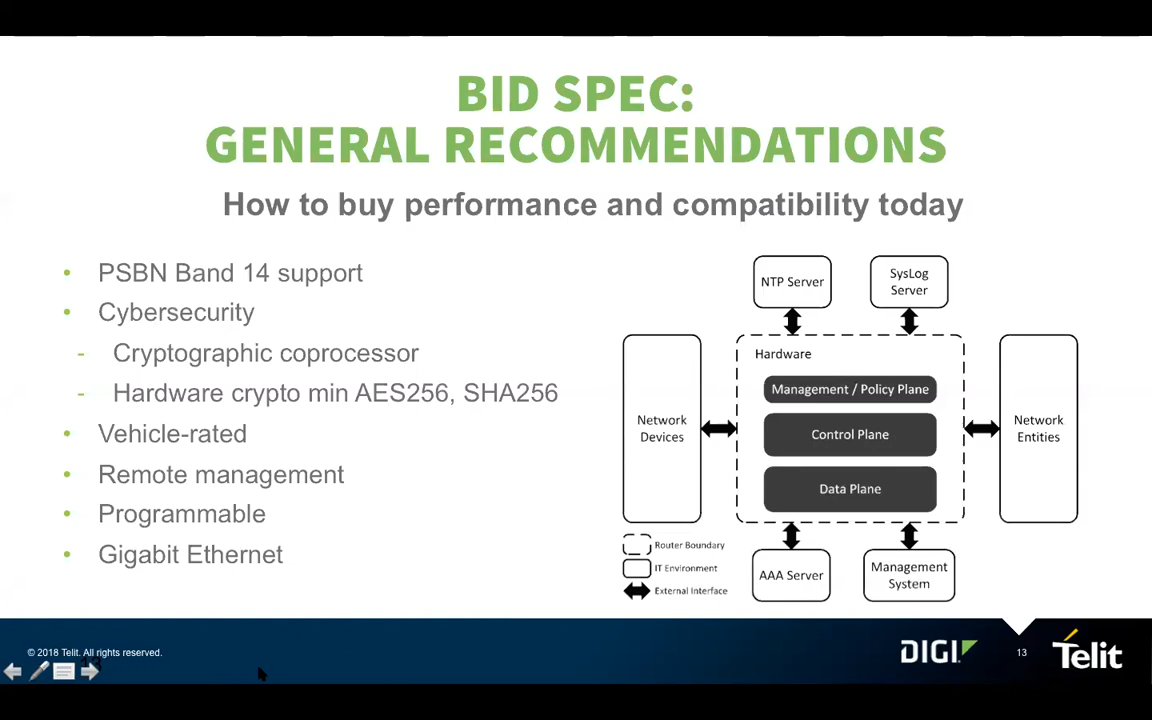 BID SPEC:
GENERAL RECOMMENDATIONS
How to buy performance and compatibility today
• PSBN Band 14 support
• Cybersecurity
- Cryptographic coprocessor
- Hardware crypto min AES256, SHA256
• Vehicle-rated
• Remote management
• Programmable
• Gigabit Ethernet
NTP Server
SysLog
Server
Hardware
Management / Policy Plane
Control Plane
Data Plane
Network
Devices
Network
Entities
Router Boundary
IT Environment
External Interface
AAA Server
Management
System
© 2018 Telit. All rights reserved.
13
DIGI
13
Telit